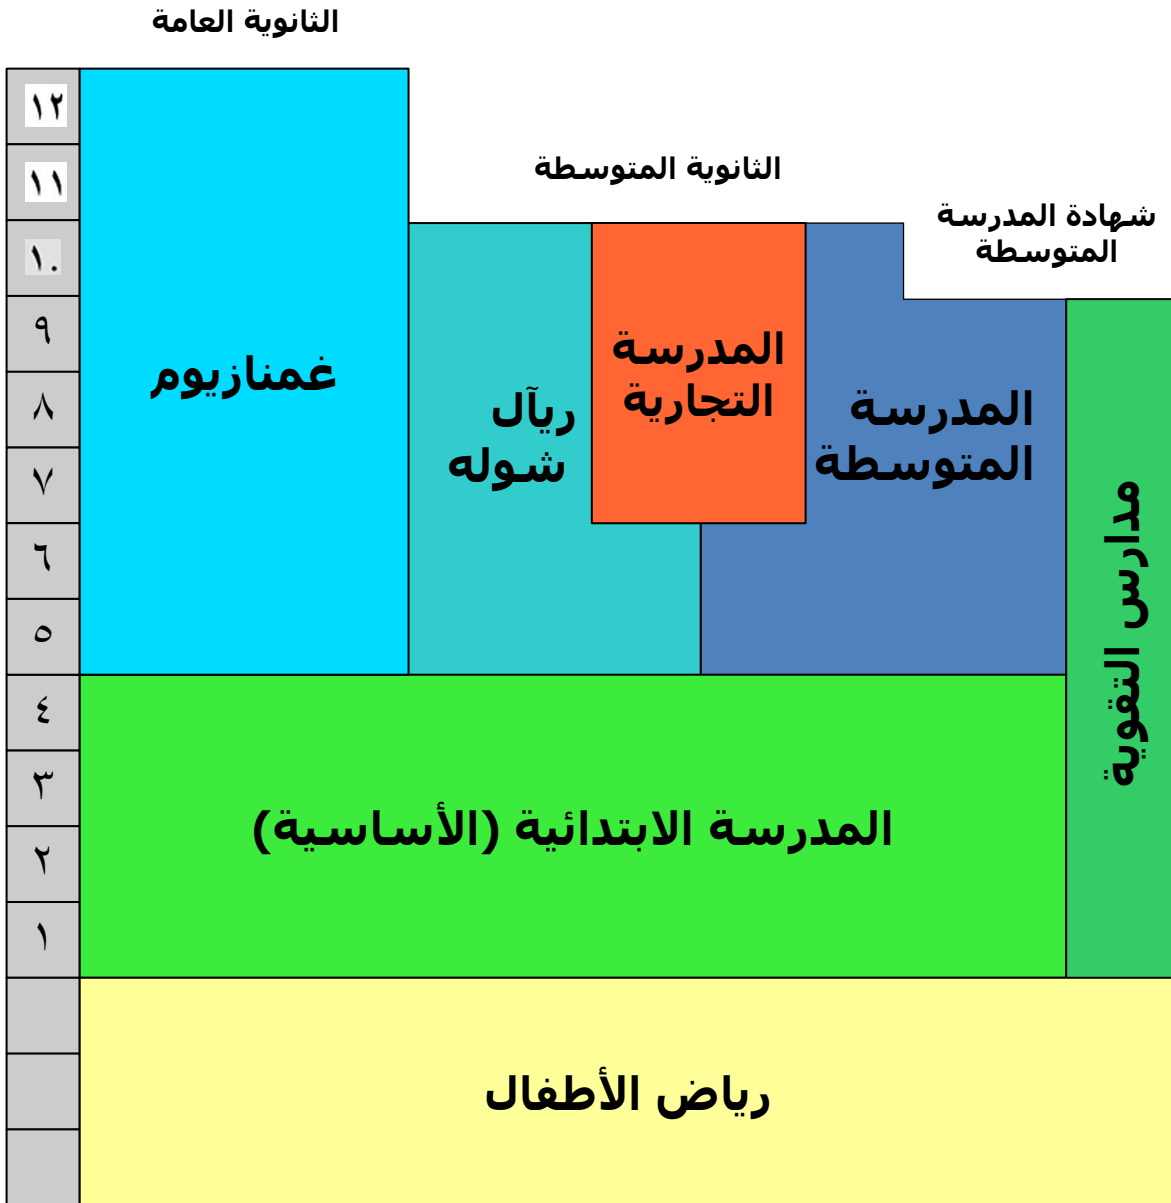 الثانوية العامة
١٢
١١
الثانوية المتوسطة
شهادة المدرسة
المتوسطة
١٠
٩
غمنازيوم
المدرسة
التجارية
٨
ريآل
شوله
المدرسة
المتوسطة
٧
مدارس التقوية
٦
٥
٤
٣
المدرسة الابتدائية (الأساسية)
٢
١
رياض الأطفال